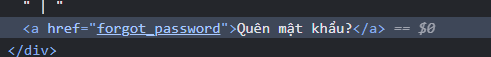 " | "
<a href="forgot_password">Quên mật khẩu?</a> == $0
</div>